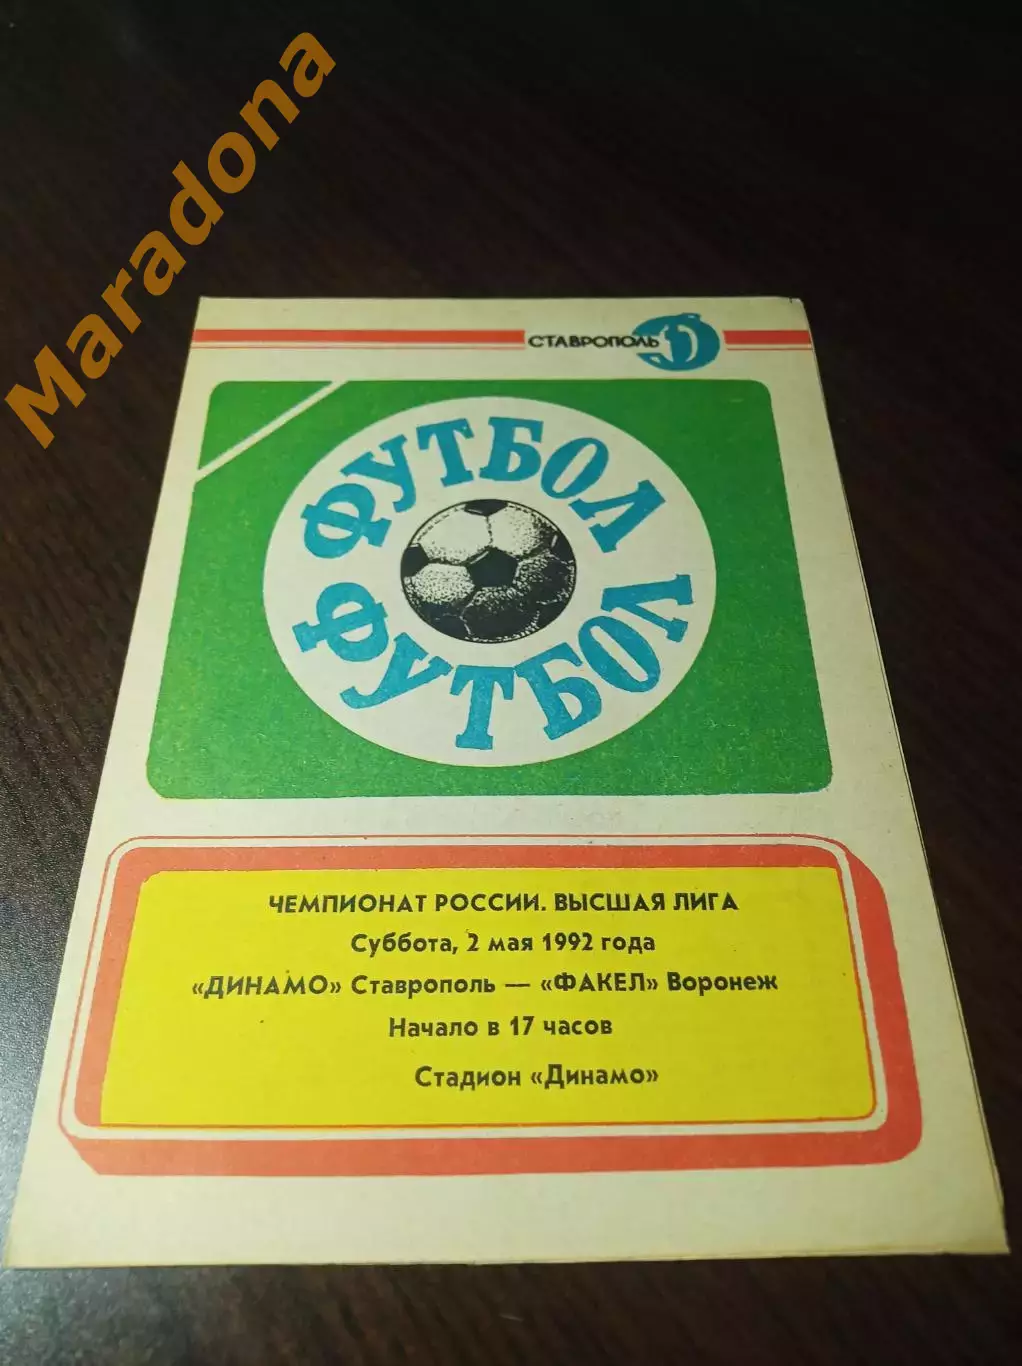 Maradona
СТАВРОПОЛЬ Д
ФУТБОЛ
ФУТБОЛ
ЧЕМПИОНАТ РОССИИ. ВЫСШАЯ ЛИГА
Суббота, 2 мая 1992 года
«ДИНАМО» Ставрополь — «ФАКЕЛ» Воронеж
Начало в 17 часов
Стадион «Динамо»